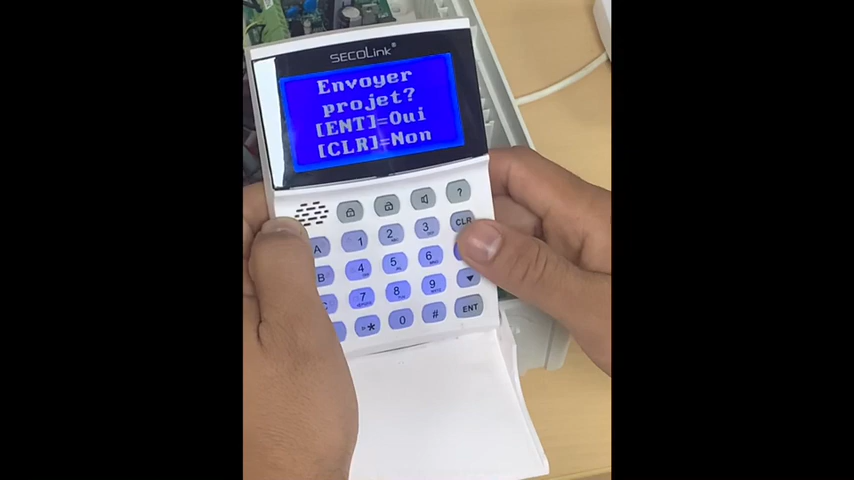 SECOLink®
Envoyer
projet?
[ENT]=Oui
[CLR]=Non
?
A 1 2 3 CLR
B 4 5 6
C 7 8 9
* 0 # ENT